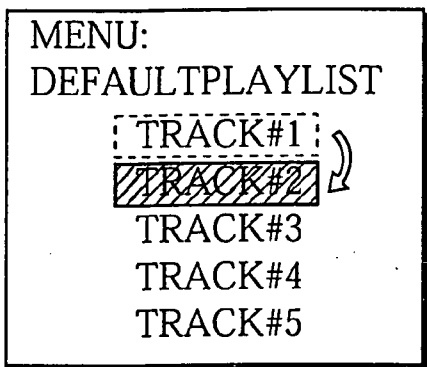 MENU:
DEFAULTPLAYLIST
TRACK#1
TRACK#2
TRACK#3
TRACK#4
TRACK#5